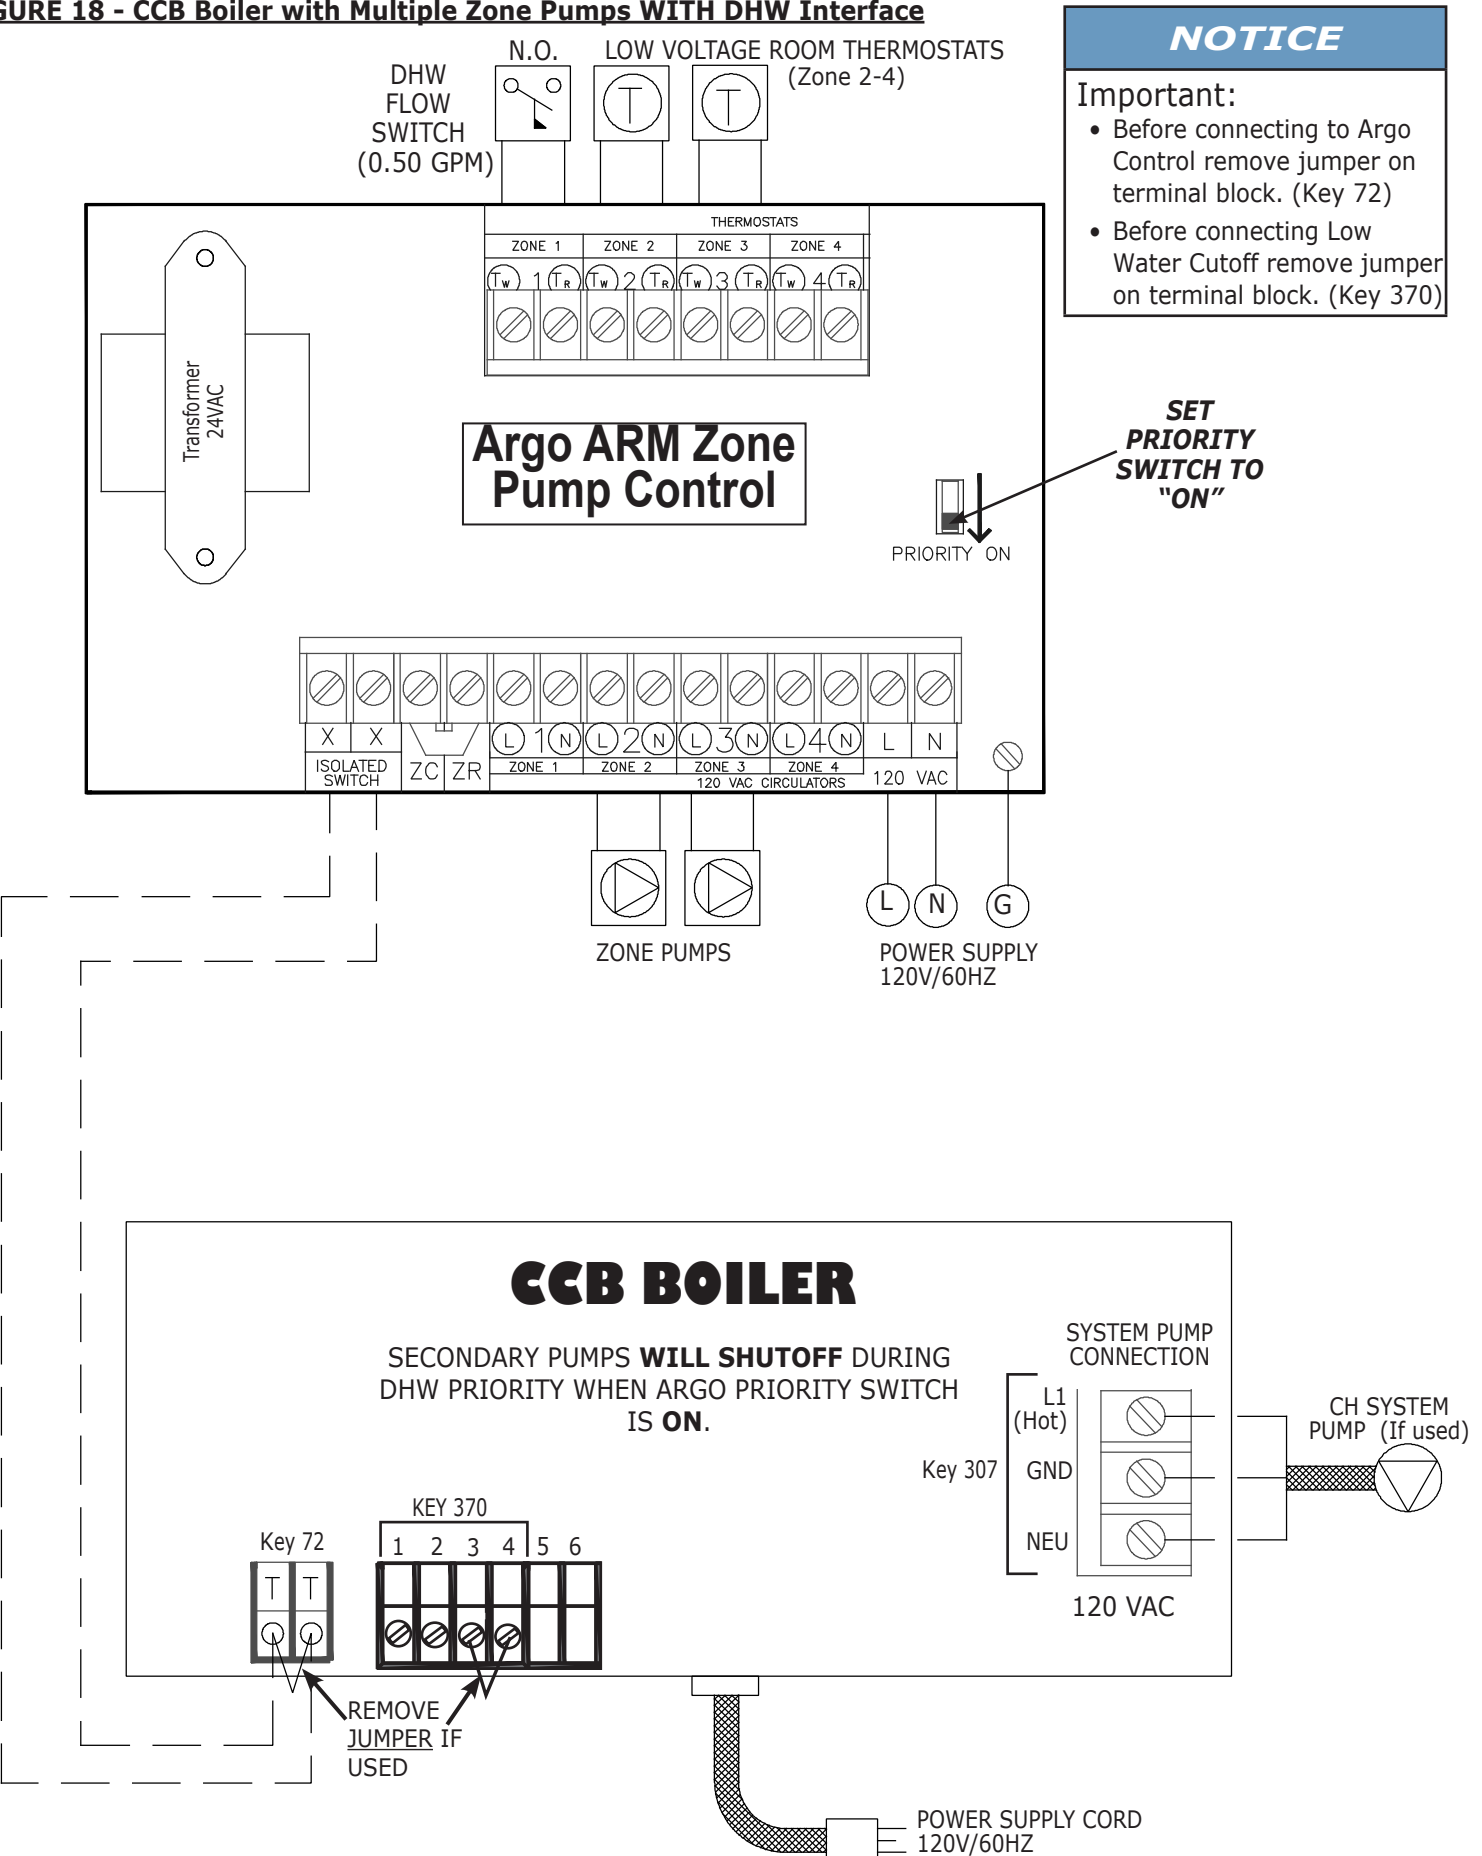 GURE 18 - CCB Boiler with Multiple Zone Pumps WITH DHW Interface
NOTICE
Important:
• Before connecting to Argo
Control remove jumper on
terminal block. (Key 72)
• Before connecting Low
Water Cutoff remove jumper
on terminal block. (Key 370)
N.O.
LOW VOLTAGE ROOM THERMOSTATS
(Zone 2-4)
DHW
FLOW
SWITCH
(0.50 GPM)
T
T
THERMOSTATS
ZONE 1 ZONE 2 ZONE 3 ZONE 4
TW 1 TR TW 2 TR TW 3 TR TW 4 TR
Transformer
24VAC
Argo ARM Zone
Pump Control
SET
PRIORITY
SWITCH TO
“ON”
PRIORITY ON
X X
ISOLATED
SWITCH
ZC ZR
L 1 N L 2 N L 3 N L 4 N L N
ZONE 1 ZONE 2 ZONE 3 ZONE 4
120 VAC CIRCULATORS
120 VAC
L N G
ZONE PUMPS
POWER SUPPLY
120V/60HZ
CCB BOILER
SECONDARY PUMPS WILL SHUTOFF DURING
DHW PRIORITY WHEN ARGO PRIORITY SWITCH
IS ON.
SYSTEM PUMP
CONNECTION
L1
(Hot)
Key 307
GND
NEU
120 VAC
CH SYSTEM
PUMP (If used)
KEY 370
1 2 3 4 5 6
Key 72
T T
REMOVE
JUMPER IF
USED
POWER SUPPLY CORD
120V/60HZ